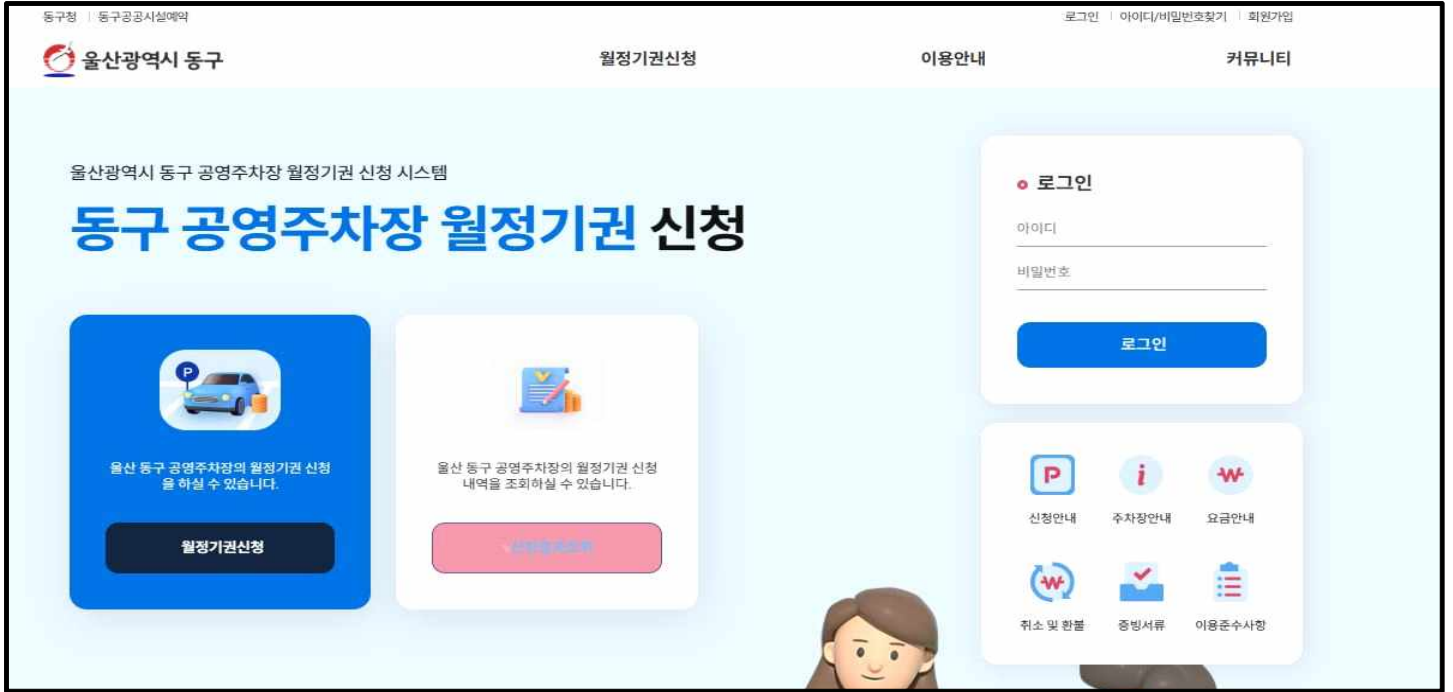 동구청 동구공공시설예약
로그인 아이디/비밀번호찾기 회원가입
울산광역시 동구
월정기권신청 이용안내 커뮤니티
울산광역시 동구 공영주차장 월정기권 신청 시스템
동구 공영주차장 월정기권 신청
P
울산 동구 공영주차장의 월정기권 신청
을 하실 수 있습니다.
월정기권신청
울산 동구 공영주차장의 월정기권 신청
내역을 조회하실 수 있습니다.
로그인
아이디
비밀번호
로그인
P i ₩
신청안내 주차장안내 요금안내
₩
취소 및 환불 증빙서류 이용준수사항